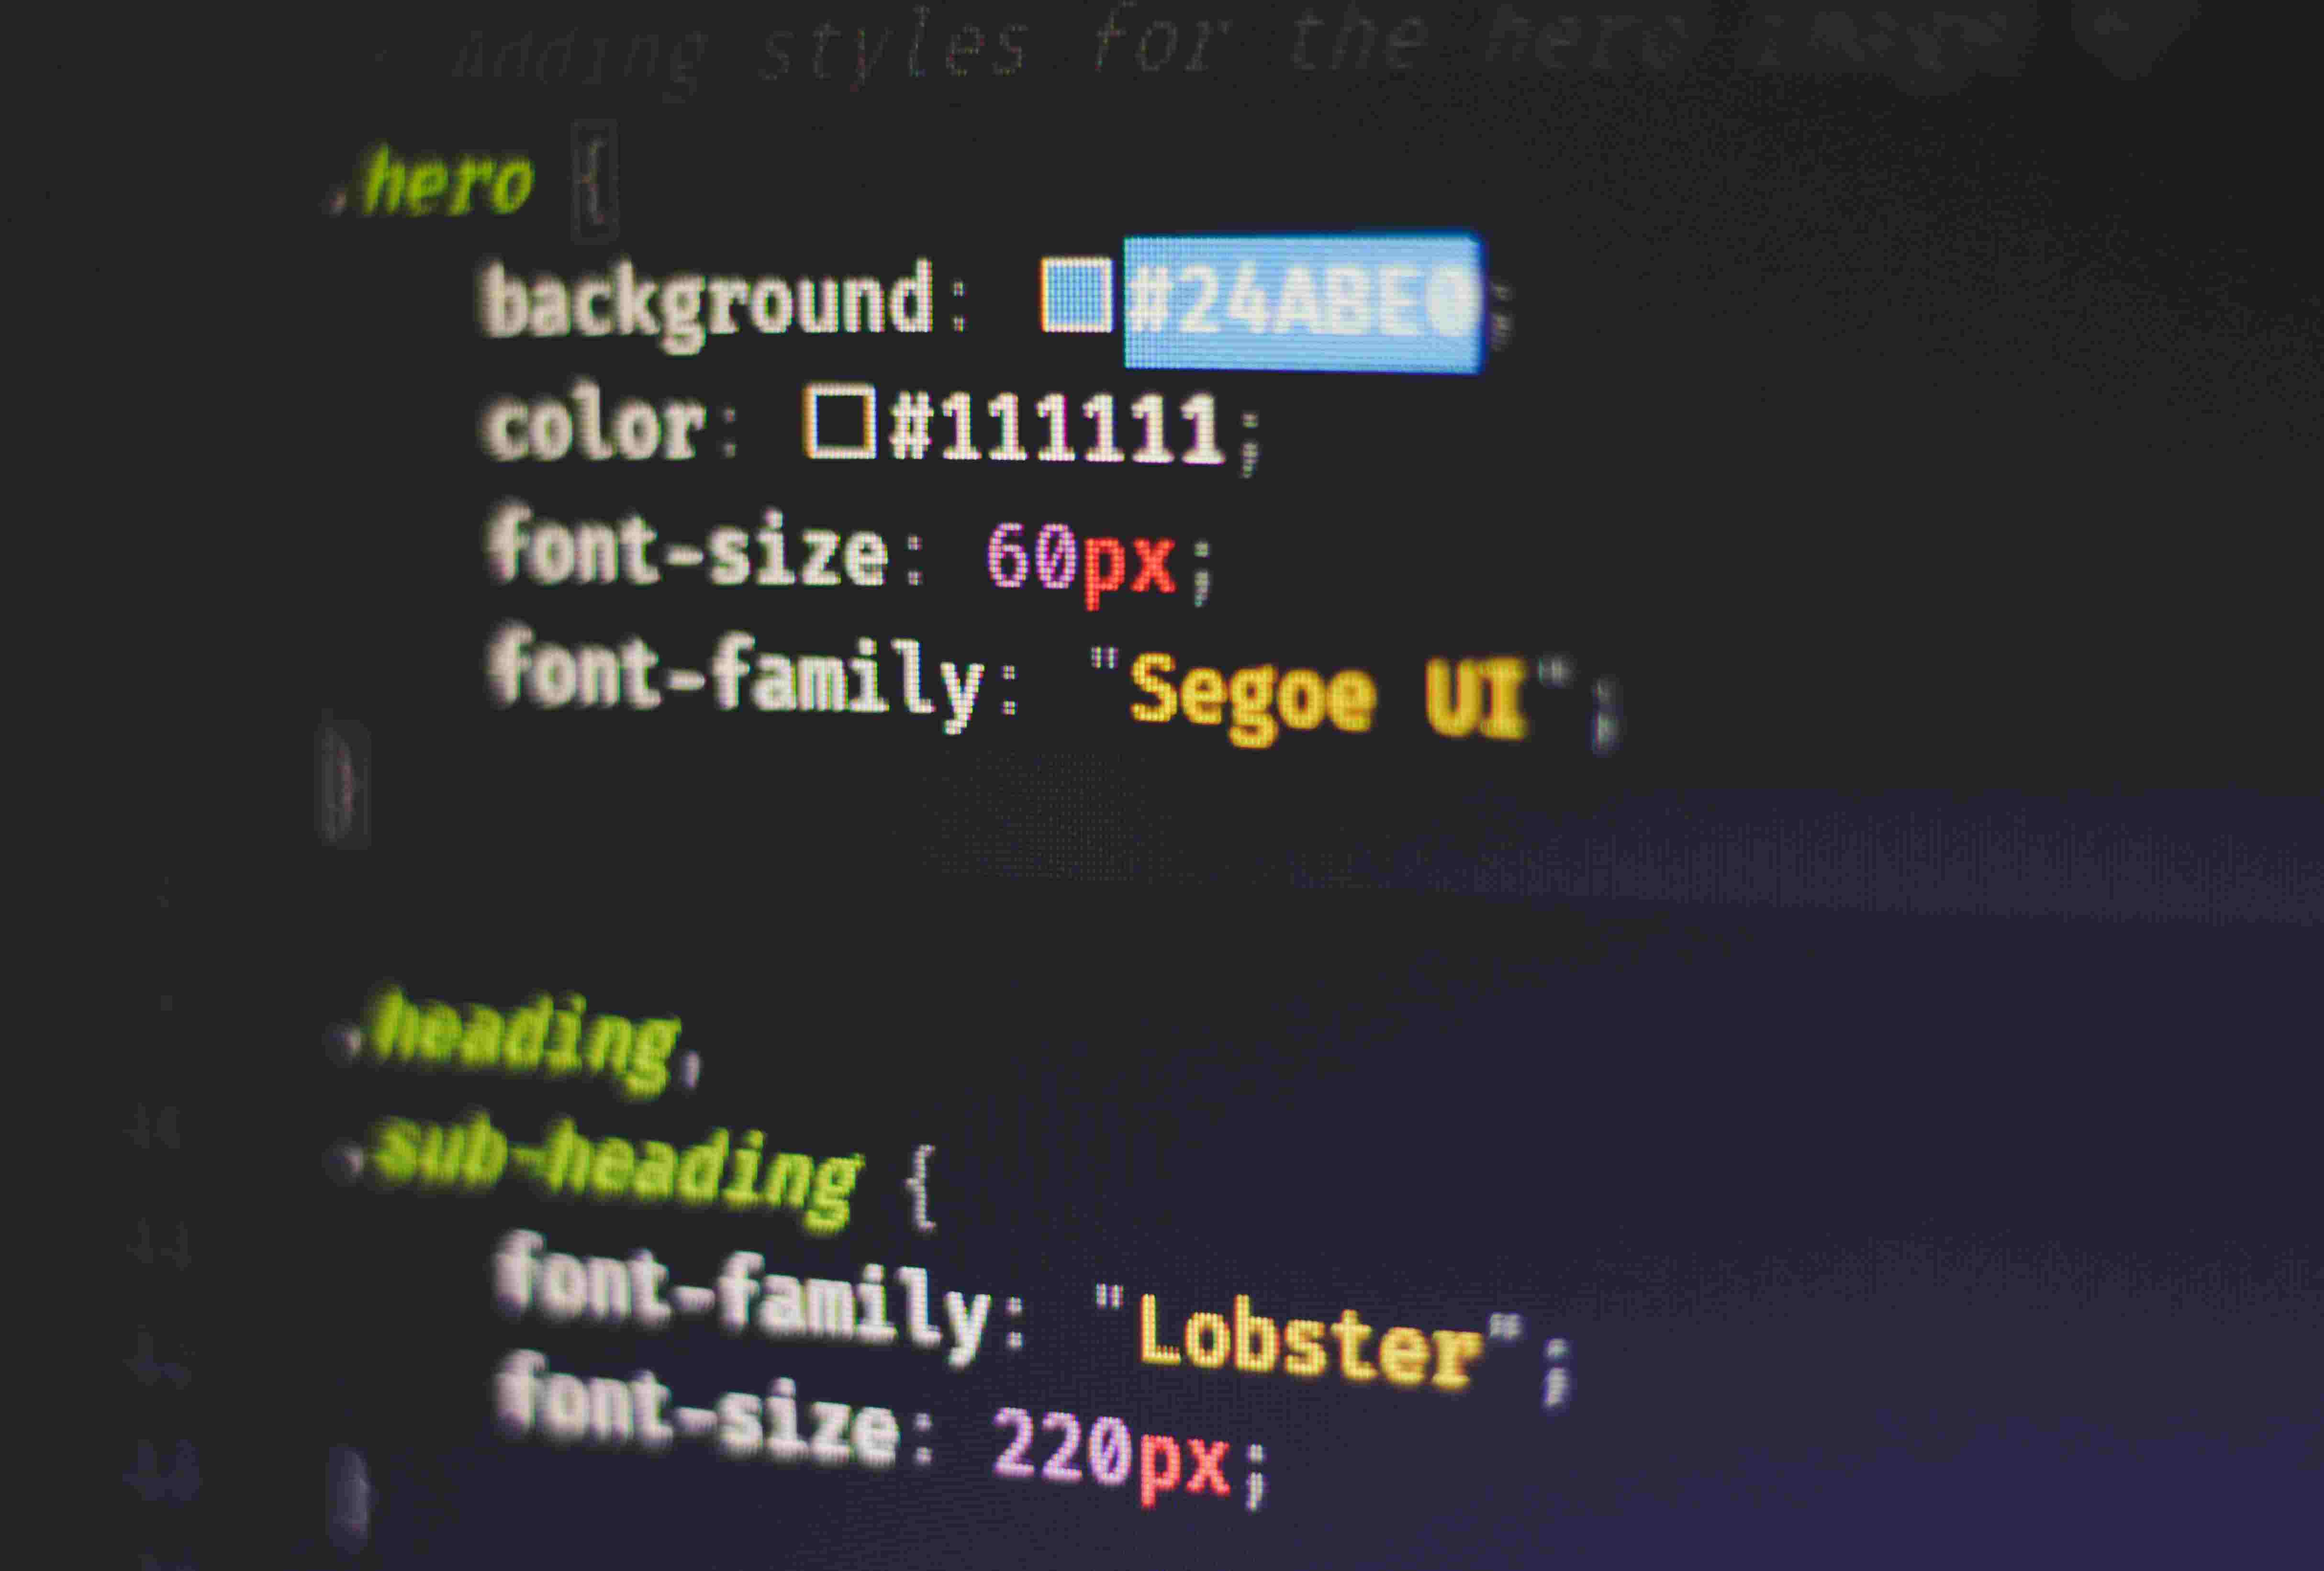 Adding styles for the hero image
.hero {
background: #24ABE0;
color: #111111;
font-size: 60px;
font-family: "Segoe UI";
}
.heading,
.sub-heading {
font-family: "Lobster";
font-size: 220px;
}